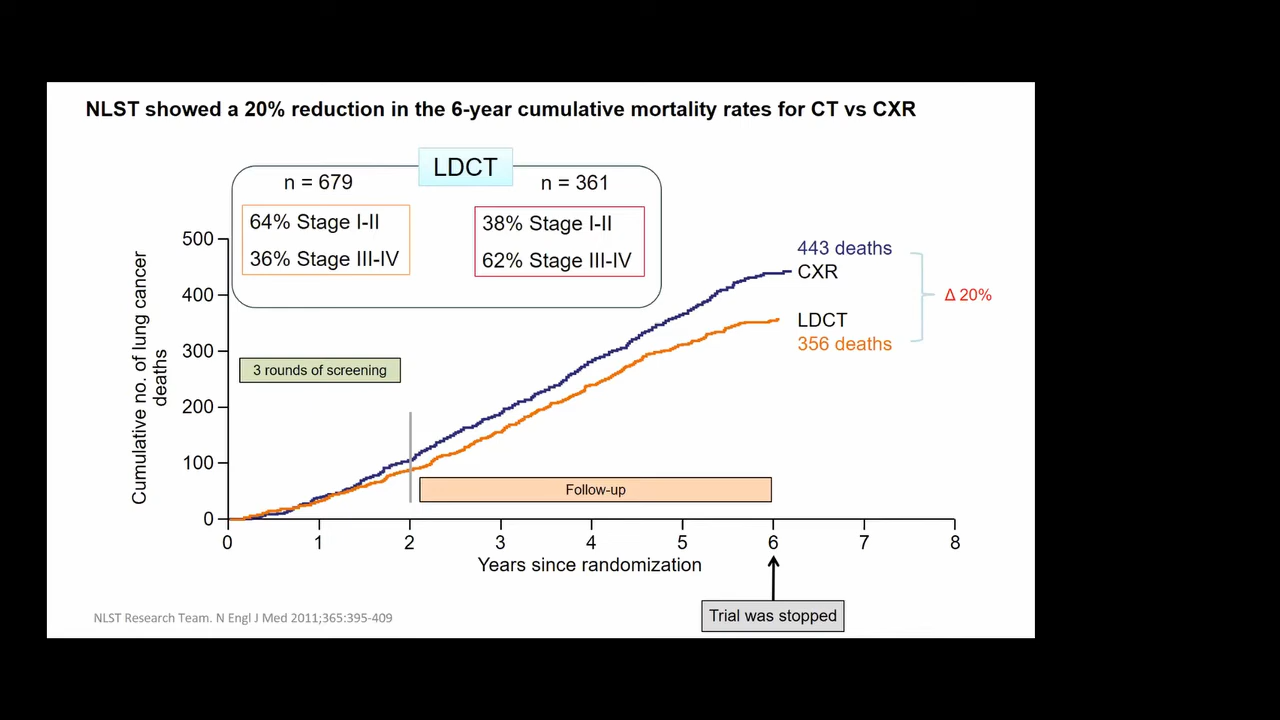 NLST showed a 20% reduction in the 6-year cumulative mortality rates for CT vs CXR
LDCT
n = 679
n = 361
64% Stage I-II
36% Stage III-IV
38% Stage I-II
62% Stage III-IV
Cumulative no. of lung cancer
deaths
500
400
300
200
100
0
443 deaths
CXR
LDCT
356 deaths
Δ 20%
3 rounds of screening
Follow-up
0 1 2 3 4 5 6 7 8
Years since randomization
Trial was stopped
NLST Research Team. N Engl J Med 2011;365:395-409